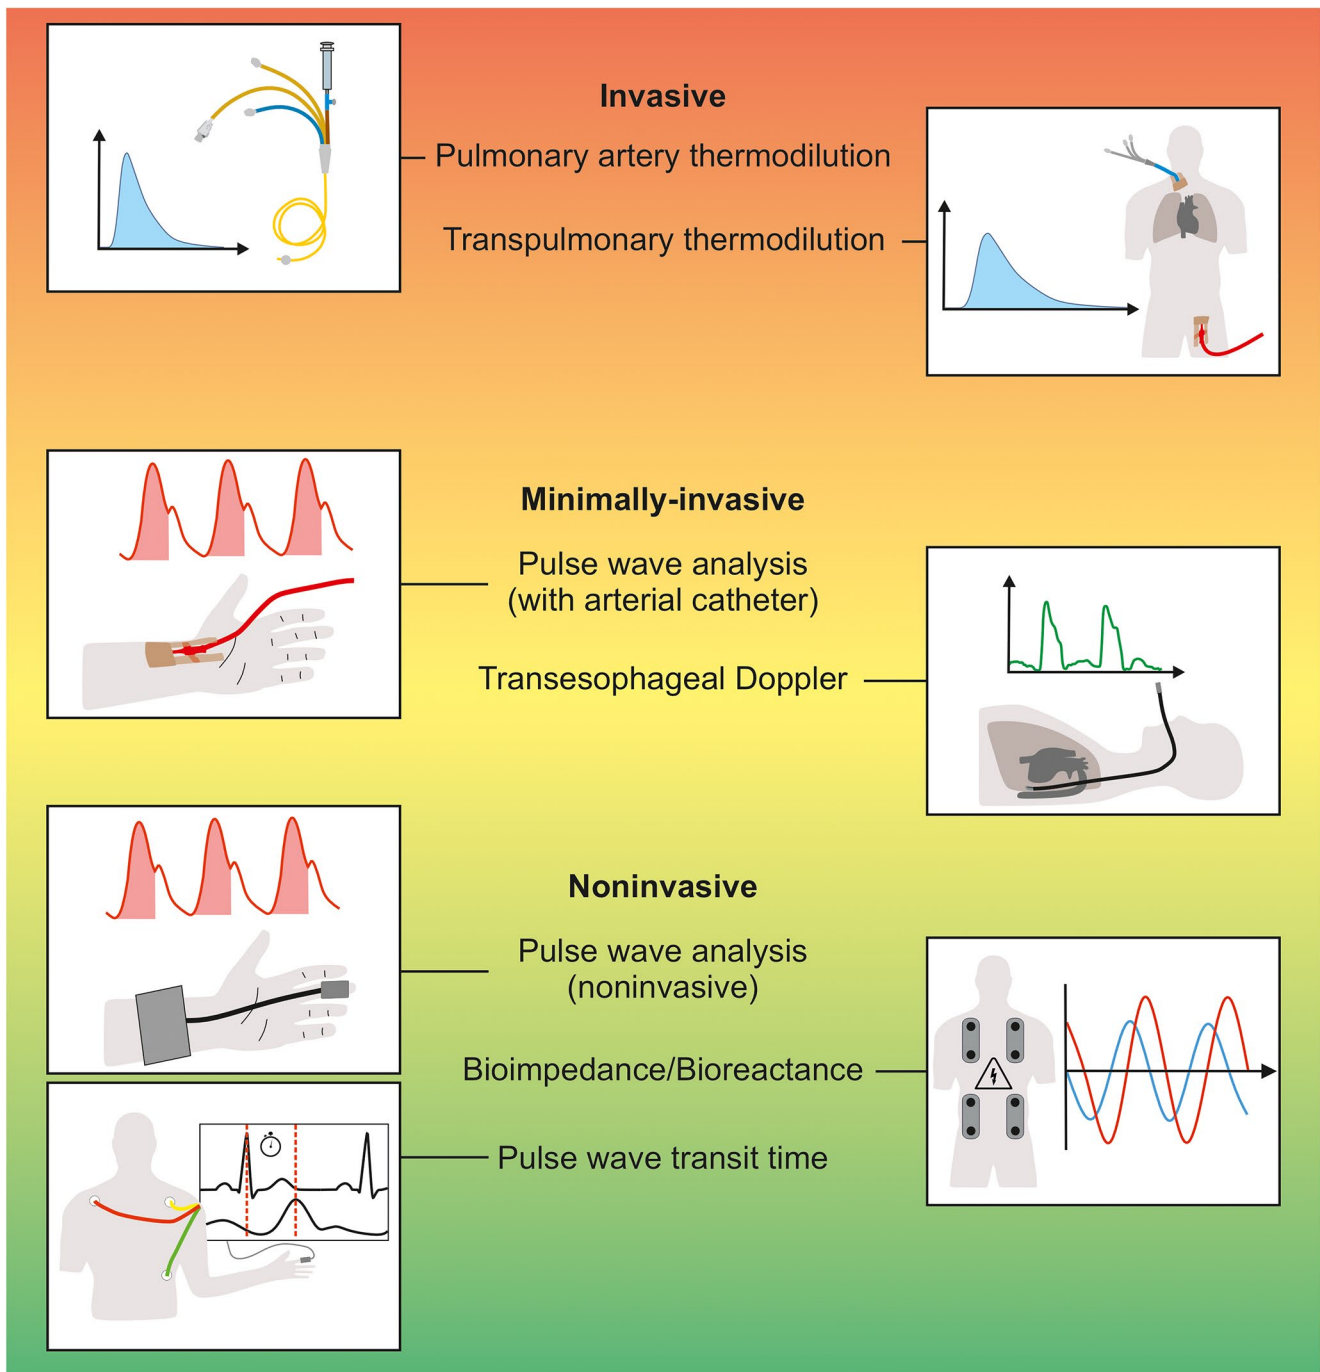 Invasive
Pulmonary artery thermodilution
Transpulmonary thermodilution
Minimally-invasive
Pulse wave analysis
(with arterial catheter)
Transesophageal Doppler
Noninvasive
Pulse wave analysis
(noninvasive)
Bioimpedance/Bioreactance
Pulse wave transit time